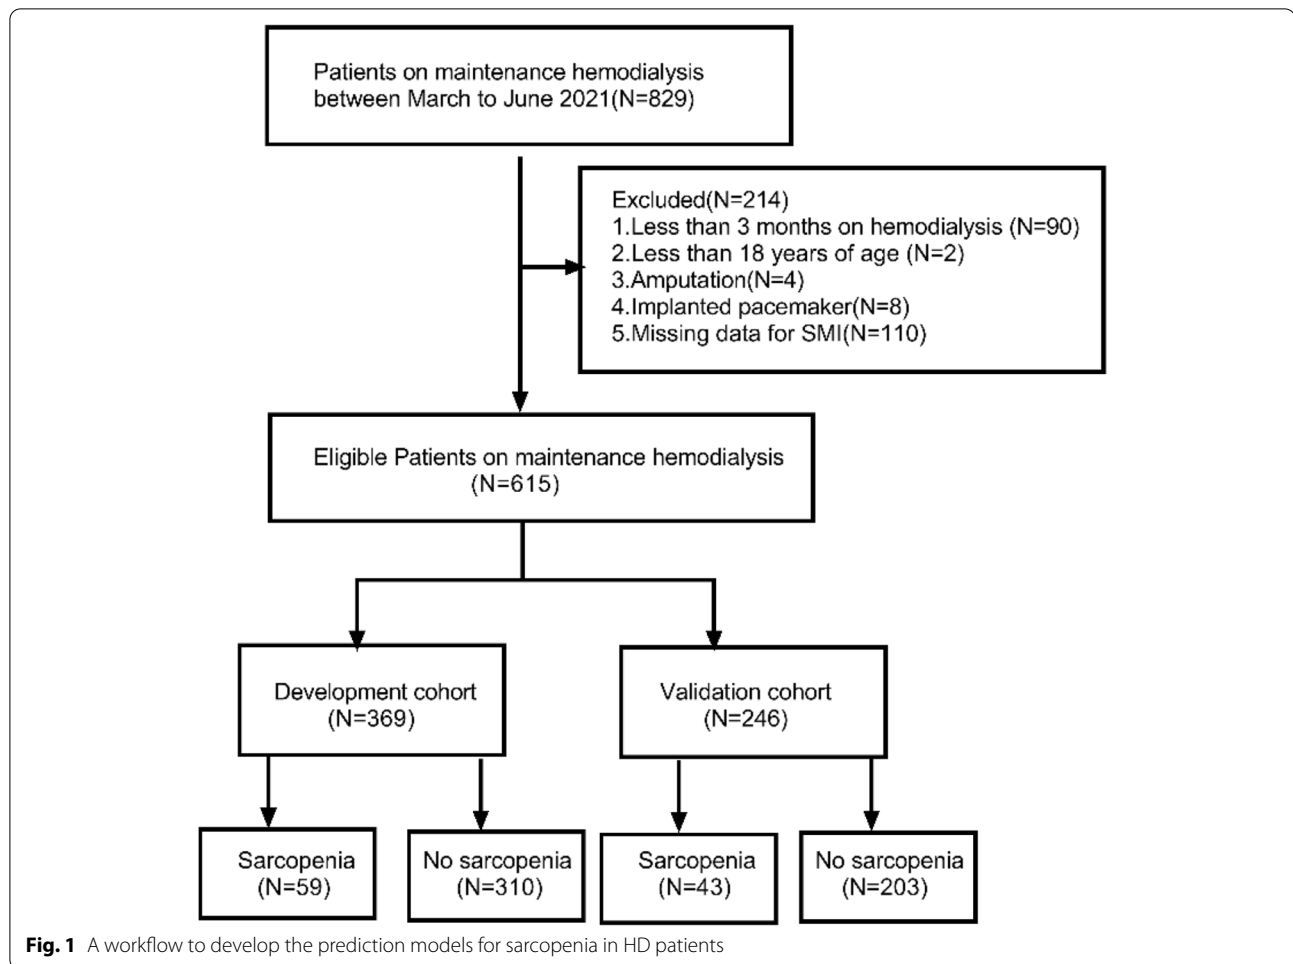 Patients on maintenance hemodialysis
between March to June 2021(N=829)
Excluded(N=214)
1.Less than 3 months on hemodialysis (N=90)
2.Less than 18 years of age (N=2)
3.Amputation(N=4)
4.Implanted pacemaker(N=8)
5.Missing data for SMI(N=110)
Eligible Patients on maintenance hemodialysis
(N=615)
Development cohort
(N=369)
Validation cohort
(N=246)
Sarcopenia
(N=59)
No sarcopenia
(N=310)
Sarcopenia
(N=43)
No sarcopenia
(N=203)
Fig. 1 A workflow to develop the prediction models for sarcopenia in HD patients